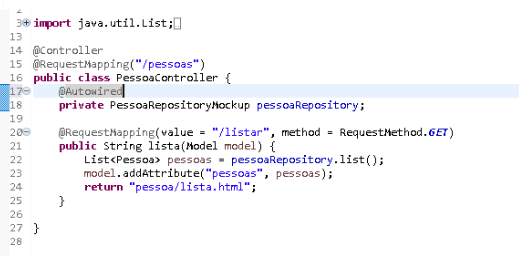 2
3 import java.util.List;
13
14 @Controller
15 @RequestMapping("/pessoas")
16 public class PessoaController {
17 @Autowired
18 private PessoaRepositoryMockup pessoaRepository;
19
20 @RequestMapping(value = "/listar", method = RequestMethod.GET)
21 public String lista(Model model) {
22 List<Pessoa> pessoas = pessoaRepository.list();
23 model.addAttribute("pessoas", pessoas);
24 return "pessoa/lista.html";
25 }
26
27 }
28